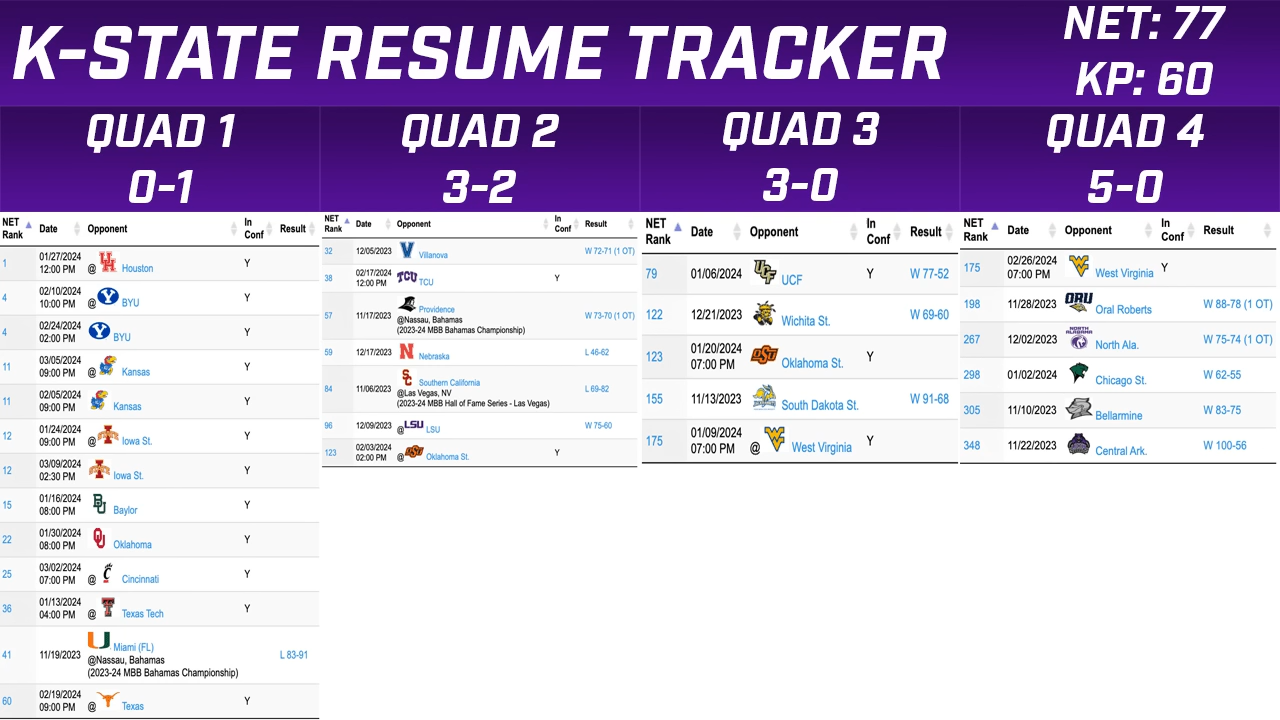 K-STATE RESUME TRACKER
NET: 77
KP: 60
QUAD 1
0-1
QUAD 2
3-2
QUAD 3
3-0
QUAD 4
5-0
NET Rank Date Opponent In Conf Result
1 01/27/2024 12:00 PM @ Houston Y
4 02/10/2024 10:00 PM @ BYU Y
4 02/24/2024 02:00 PM BYU Y
11 03/05/2024 09:00 PM @ Kansas Y
11 02/05/2024 09:00 PM Kansas Y
12 01/24/2024 09:00 PM @ Iowa St. Y
12 03/09/2024 02:30 PM Iowa St. Y
15 01/16/2024 08:00 PM Baylor Y
22 01/30/2024 08:00 PM Oklahoma Y
25 03/02/2024 07:00 PM @ Cincinnati Y
36 01/13/2024 04:00 PM @ Texas Tech Y
41 11/19/2023 Miami (FL) L 83-91
@Nassau, Bahamas
(2023-24 MBB Bahamas Championship)
60 02/19/2024 09:00 PM @ Texas Y
NET Rank Date Opponent In Conf Result
32 12/05/2023 Villanova W 72-71 (1 OT)
38 02/17/2024 12:00 PM TCU TCU Y
57 11/17/2023 Providence W 73-70 (1 OT)
@Nassau, Bahamas
(2023-24 MBB Bahamas Championship)
59 12/17/2023 Nebraska L 46-62
84 11/06/2023 Southern California L 69-82
@Las Vegas, NV
(2023-24 MBB Hall of Fame Series - Las Vegas)
96 12/09/2023 @ LSU LSU W 75-60
123 02/03/2024 02:00 PM @ OSU Oklahoma St. Y
NET Rank Date Opponent In Conf Result
79 01/06/2024 UCF UCF Y W 77-52
122 12/21/2023 Wichita St. W 69-60
123 01/20/2024 07:00 PM OSU Oklahoma St. Y
155 11/13/2023 South Dakota St. W 91-68
175 01/09/2024 07:00 PM @ West Virginia Y
NET Rank Date Opponent In Conf Result
175 02/26/2024 07:00 PM West Virginia Y
198 11/28/2023 ORU Oral Roberts W 88-78 (1 OT)
267 12/02/2023 NORTH ALABAMA North Ala. W 75-74 (1 OT)
298 01/02/2024 Chicago St. W 62-55
305 11/10/2023 Bellarmine W 83-75
348 11/22/2023 Central Ark. W 100-56